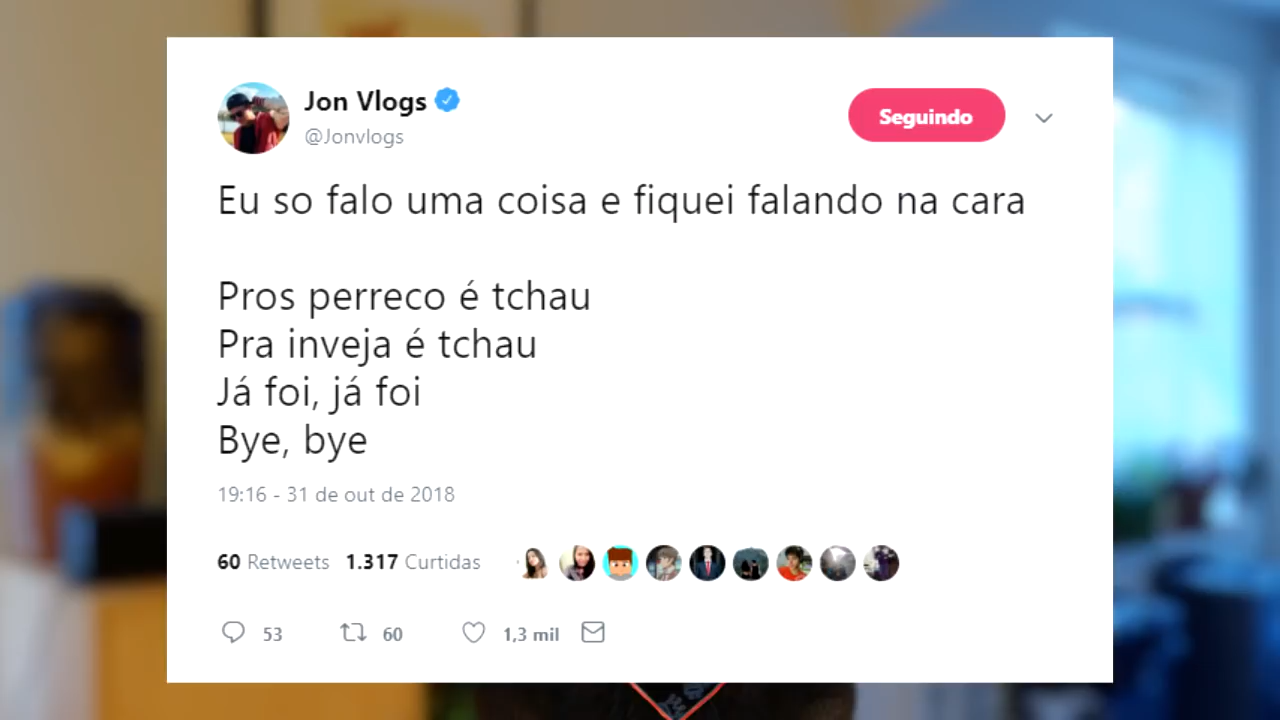 Jon Vlogs
@Jonvlogs
Seguindo
Eu so falo uma coisa e fiquei falando na cara
Pros perreco é tchau
Pra inveja é tchau
Já foi, já foi
Bye, bye
19:16 - 31 de out de 2018
60 Retweets 1.317 Curtidas
53 60 1,3 mil